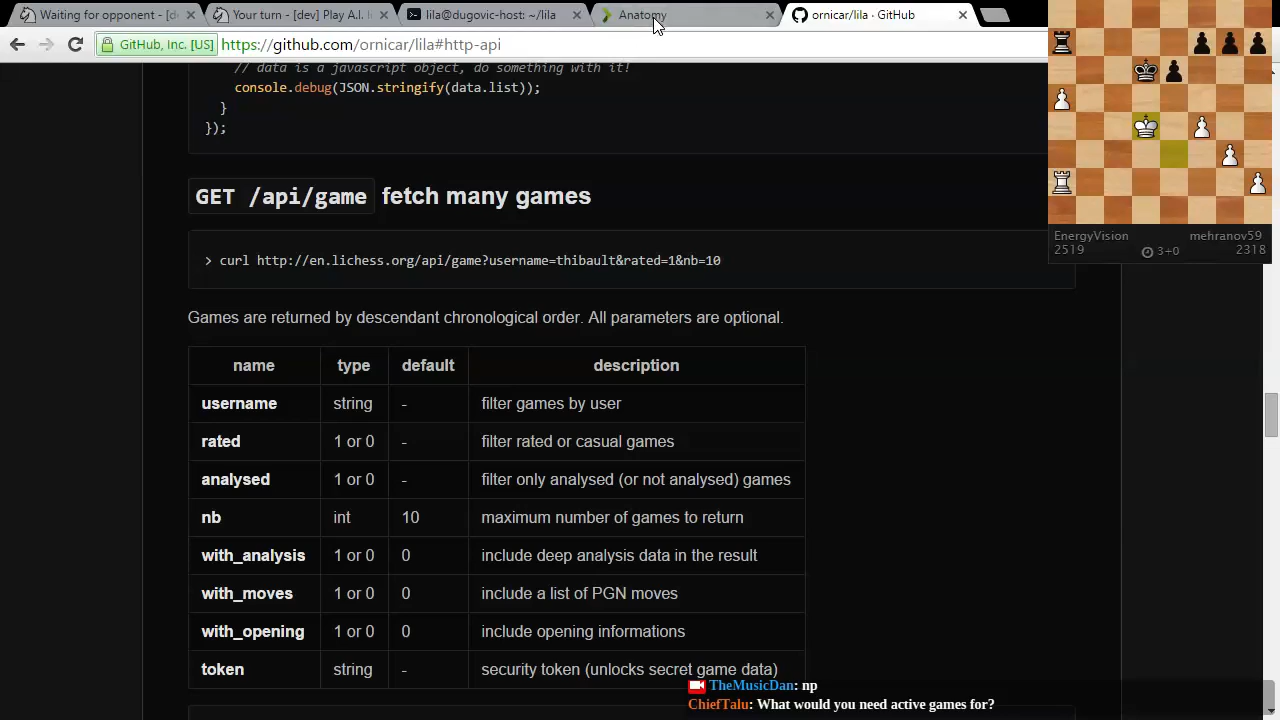 Waiting for opponent - [de
Your turn - [dev] Play A.I.
lila@dugovic-host: ~/lila
Anatomy
ornicar/lila · GitHub
GitHub, Inc. [US]
https://github.com/ornicar/lila#http-api
// data is a javascript object, do something with it!
console.debug(JSON.stringify(data.list));
}
});
GET /api/game fetch many games
> curl http://en.lichess.org/api/game?username=thibault&rated=1&nb=10
EnergyVision mehranov59
2519 3+0 2318
Games are returned by descendant chronological order. All parameters are optional.
name type default description
username string - filter games by user
rated 1 or 0 - filter rated or casual games
analysed 1 or 0 - filter only analysed (or not analysed) games
nb int 10 maximum number of games to return
with_analysis 1 or 0 0 include deep analysis data in the result
with_moves 1 or 0 0 include a list of PGN moves
with_opening 1 or 0 0 include opening informations
token string - security token (unlocks secret game data)
TheMusicDan: np
ChiefTalu: What would you need active games for?